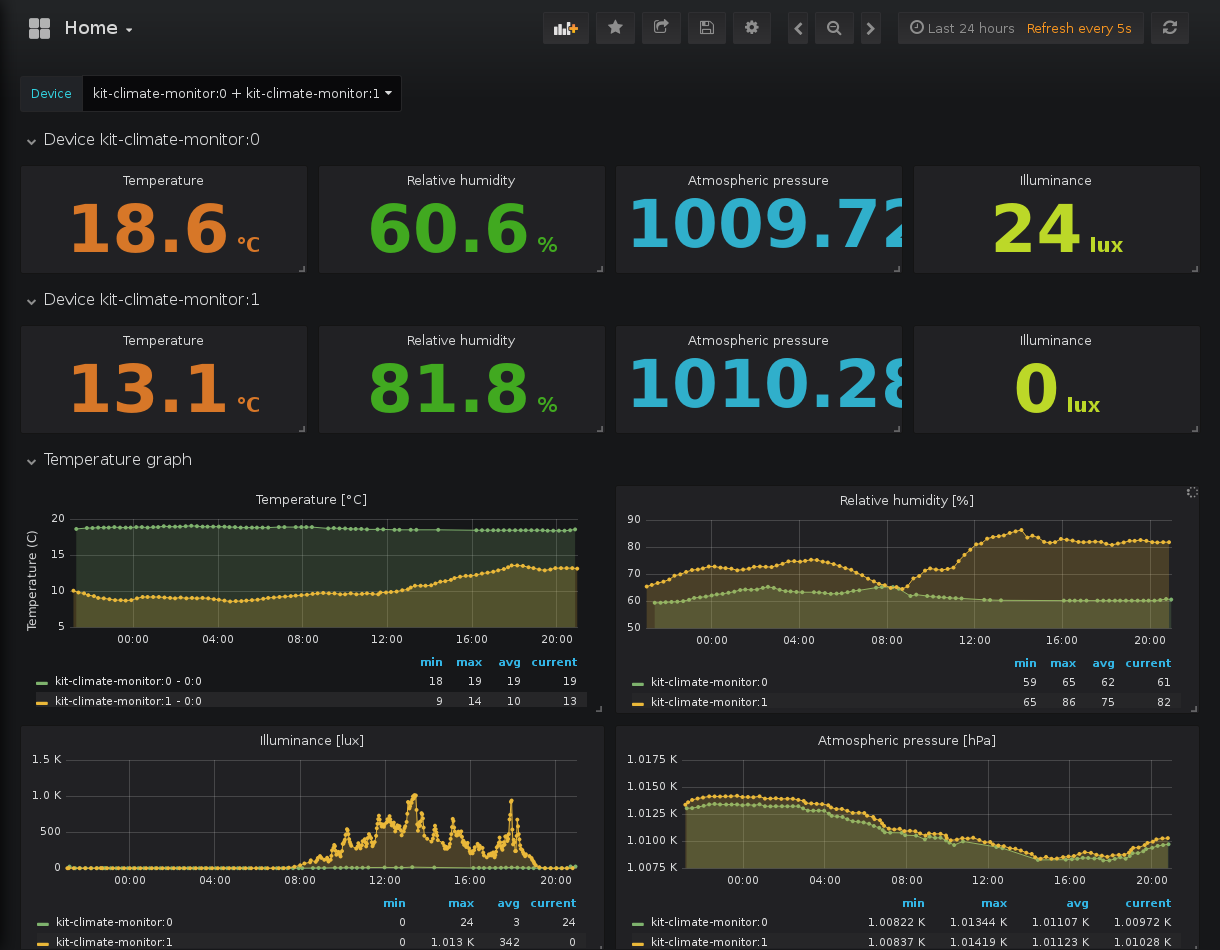 Home
Last 24 hours Refresh every 5s
Device kit-climate-monitor:0 + kit-climate-monitor:1
Device kit-climate-monitor:0
Temperature Relative humidity Atmospheric pressure Illuminance
18.6 °C 60.6 % 1009.72 24 lux
Device kit-climate-monitor:1
Temperature Relative humidity Atmospheric pressure Illuminance
13.1 °C 81.8 % 1010.28 0 lux
Temperature graph
Temperature [°C]
Temperature (C)
20
15
10
5
00:00 04:00 08:00 12:00 16:00 20:00
min max avg current
kit-climate-monitor:0 - 0:0 18 19 19 19
kit-climate-monitor:1 - 0:0 9 14 10 13
Relative humidity [%]
90
80
70
60
50
00:00 04:00 08:00 12:00 16:00 20:00
min max avg current
kit-climate-monitor:0 59 65 62 61
kit-climate-monitor:1 65 86 75 82
Illuminance [lux]
1.5 K
1.0 K
500
0
00:00 04:00 08:00 12:00 16:00 20:00
min max avg current
kit-climate-monitor:0 0 24 3 24
kit-climate-monitor:1 0 1.013 K 342 0
Atmospheric pressure [hPa]
1.0175 K
1.0150 K
1.0125 K
1.0100 K
1.0075 K
00:00 04:00 08:00 12:00 16:00 20:00
min max avg current
kit-climate-monitor:0 1.00822 K 1.01344 K 1.01107 K 1.00972 K
kit-climate-monitor:1 1.00837 K 1.01419 K 1.01123 K 1.01028 K